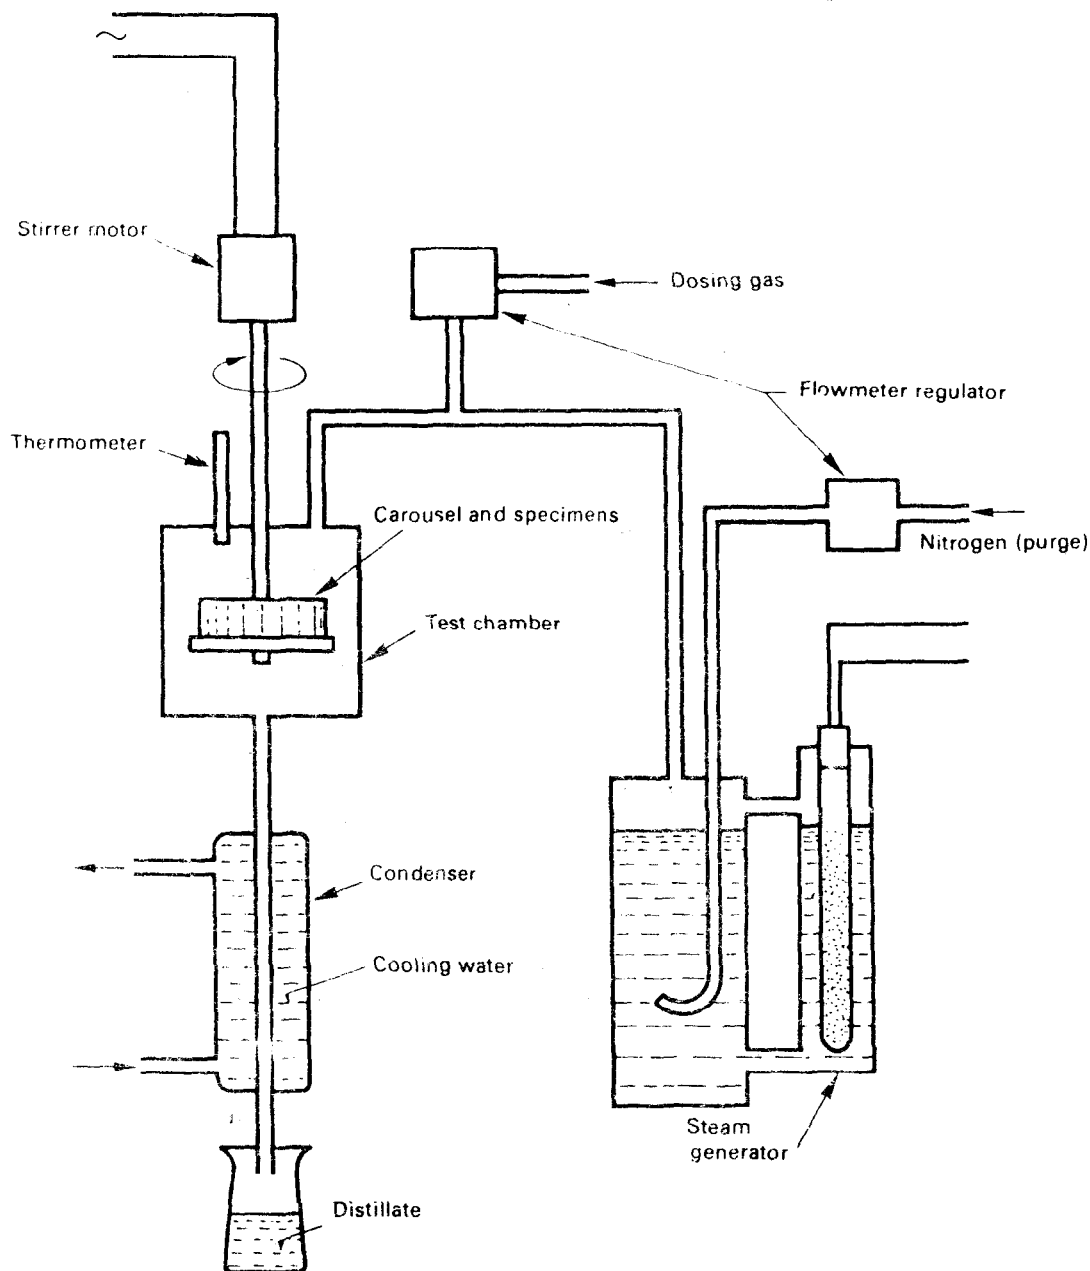 Stirrer motor
Dosing gas
Flowmeter regulator
Thermometer
Carousel and specimens
Nitrogen (purge)
Test chamber
Condenser
Cooling water
Steam
generator
Distillate